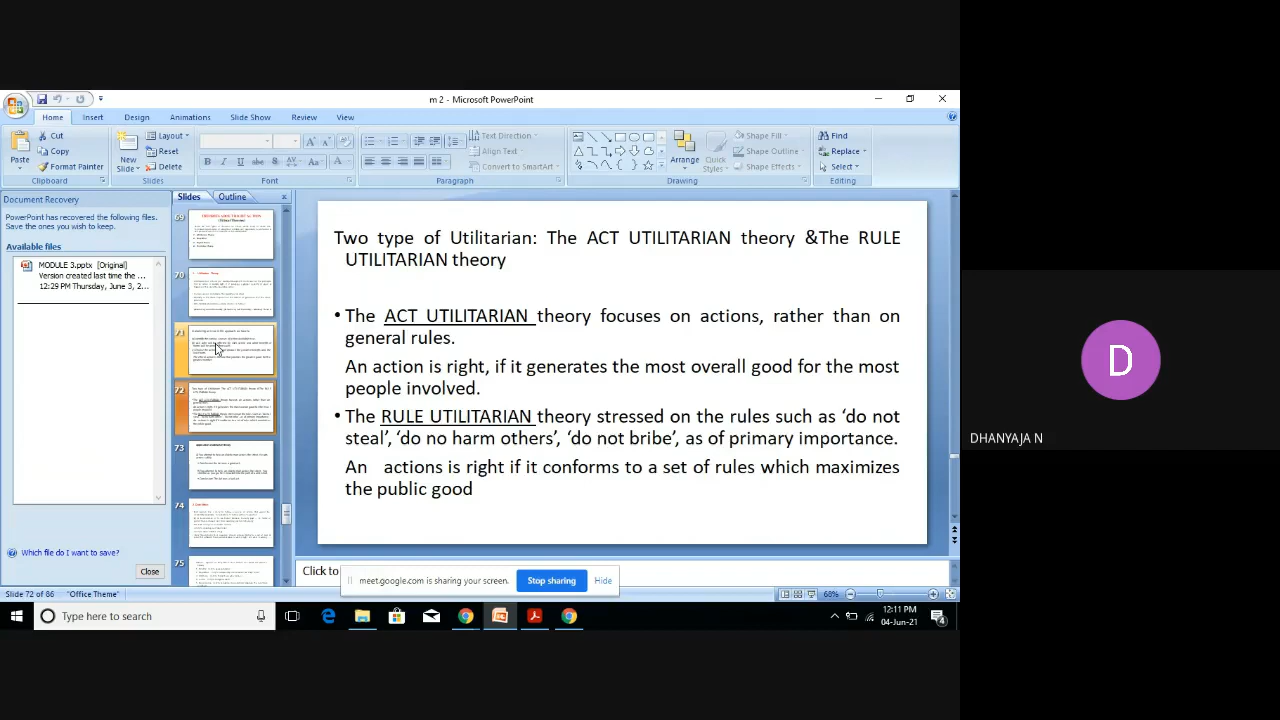 m 2 - Microsoft PowerPoint
Home Insert Design Animations Slide Show Review View
Paste
Cut
Copy
Format Painter
Clipboard
New
Slide
Layout
Reset
Delete
Slides
Font
Text Direction
Align Text
Convert to SmartArt
Paragraph
Arrange
Quick
Styles
Shape Fill
Shape Outline
Shape Effects
Drawing
Find
Replace
Select
Editing
Document Recovery
PowerPoint has recovered the following files.
Save the ones you wish to keep.
Available files
MODULE 3.pptx [Original]
Version created last time the ...
12:29 PM Thursday, June 3, 2...
Which file do I want to save?
Close
Slides Outline
69
70
71
72
73
74
75
Two type of Utilitarian: The ACT UTILITARIAN theory &The RULE
UTILITARIAN theory
• The ACT UTILITARIAN theory focuses on actions, rather than on
general rules.
An action is right, if it generates the most overall good for the most
people involved
• The RULE UTILITARIAN theory stressed on the rules such as ‘do not
steal’, ‘do no harm others’, ‘do not bribe’, as of primary importance.
An actions is right if it conforms to set of rules which maximizes
the public good
Click to
is sharing your screen. Stop sharing Hide
Slide 72 of 86 "Office Theme" 68%
Type here to search
12:11 PM
04-Jun-21
4
D
DHANYAJA N